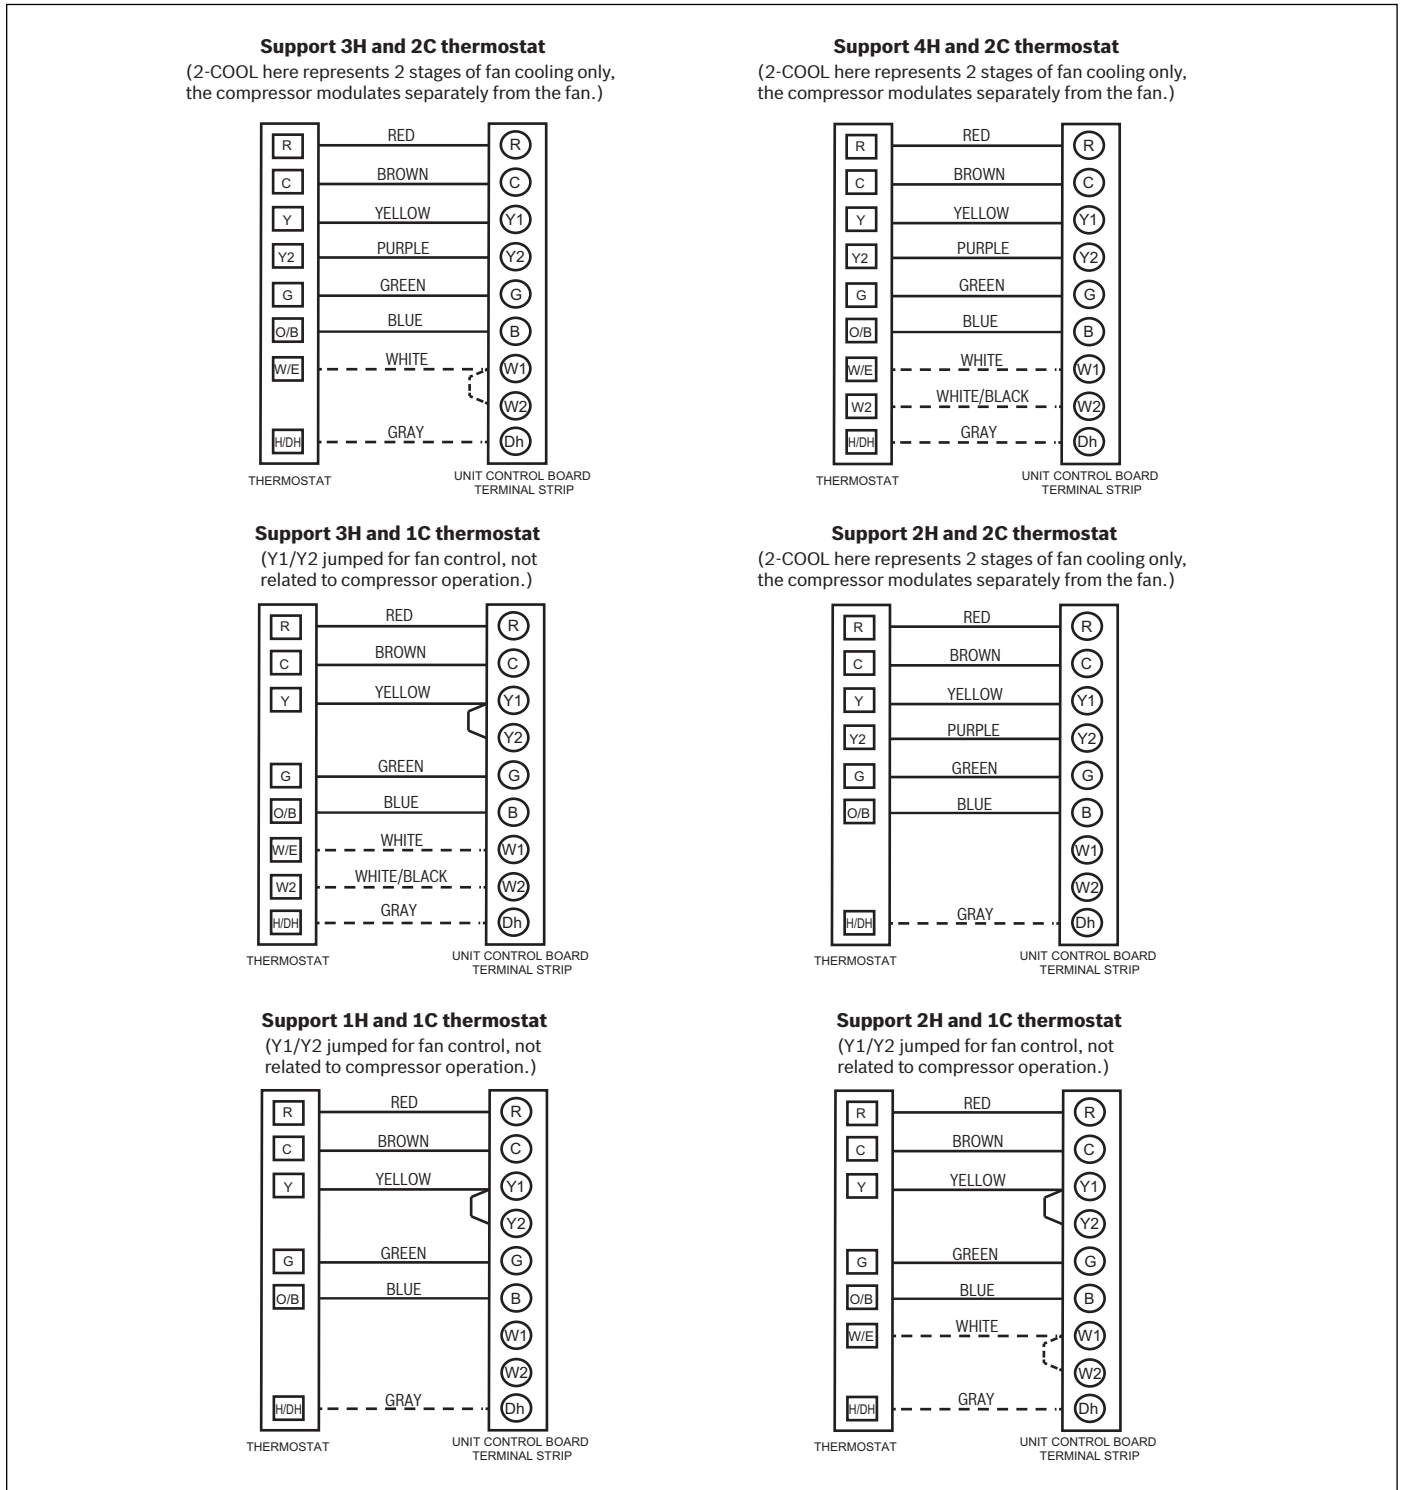 Support 3H and 2C thermostat
(2-COOL here represents 2 stages of fan cooling only,
the compressor modulates separately from the fan.)
R RED R
C BROWN C
Y YELLOW Y1
Y2 PURPLE Y2
G GREEN G
O/B BLUE B
W/E WHITE W1
W2
H/DH GRAY Dh
THERMOSTAT
UNIT CONTROL BOARD
TERMINAL STRIP
Support 4H and 2C thermostat
(2-COOL here represents 2 stages of fan cooling only,
the compressor modulates separately from the fan.)
R RED R
C BROWN C
Y YELLOW Y1
Y2 PURPLE Y2
G GREEN G
O/B BLUE B
W/E WHITE W1
W2 WHITE/BLACK W2
H/DH GRAY Dh
THERMOSTAT
UNIT CONTROL BOARD
TERMINAL STRIP
Support 3H and 1C thermostat
(Y1/Y2 jumped for fan control, not
related to compressor operation.)
R RED R
C BROWN C
Y YELLOW Y1
Y2
G GREEN G
O/B BLUE B
W/E WHITE W1
W2 WHITE/BLACK W2
H/DH GRAY Dh
THERMOSTAT
UNIT CONTROL BOARD
TERMINAL STRIP
Support 2H and 2C thermostat
(2-COOL here represents 2 stages of fan cooling only,
the compressor modulates separately from the fan.)
R RED R
C BROWN C
Y YELLOW Y1
Y2 PURPLE Y2
G GREEN G
O/B BLUE B
W1
W2
H/DH GRAY Dh
THERMOSTAT
UNIT CONTROL BOARD
TERMINAL STRIP
Support 1H and 1C thermostat
(Y1/Y2 jumped for fan control, not
related to compressor operation.)
R RED R
C BROWN C
Y YELLOW Y1
Y2
G GREEN G
O/B BLUE B
W1
W2
H/DH GRAY Dh
THERMOSTAT
UNIT CONTROL BOARD
TERMINAL STRIP
Support 2H and 1C thermostat
(Y1/Y2 jumped for fan control, not
related to compressor operation.)
R RED R
C BROWN C
Y YELLOW Y1
Y2
G GREEN G
O/B BLUE B
W/E WHITE W1
W2
H/DH GRAY Dh
THERMOSTAT
UNIT CONTROL BOARD
TERMINAL STRIP